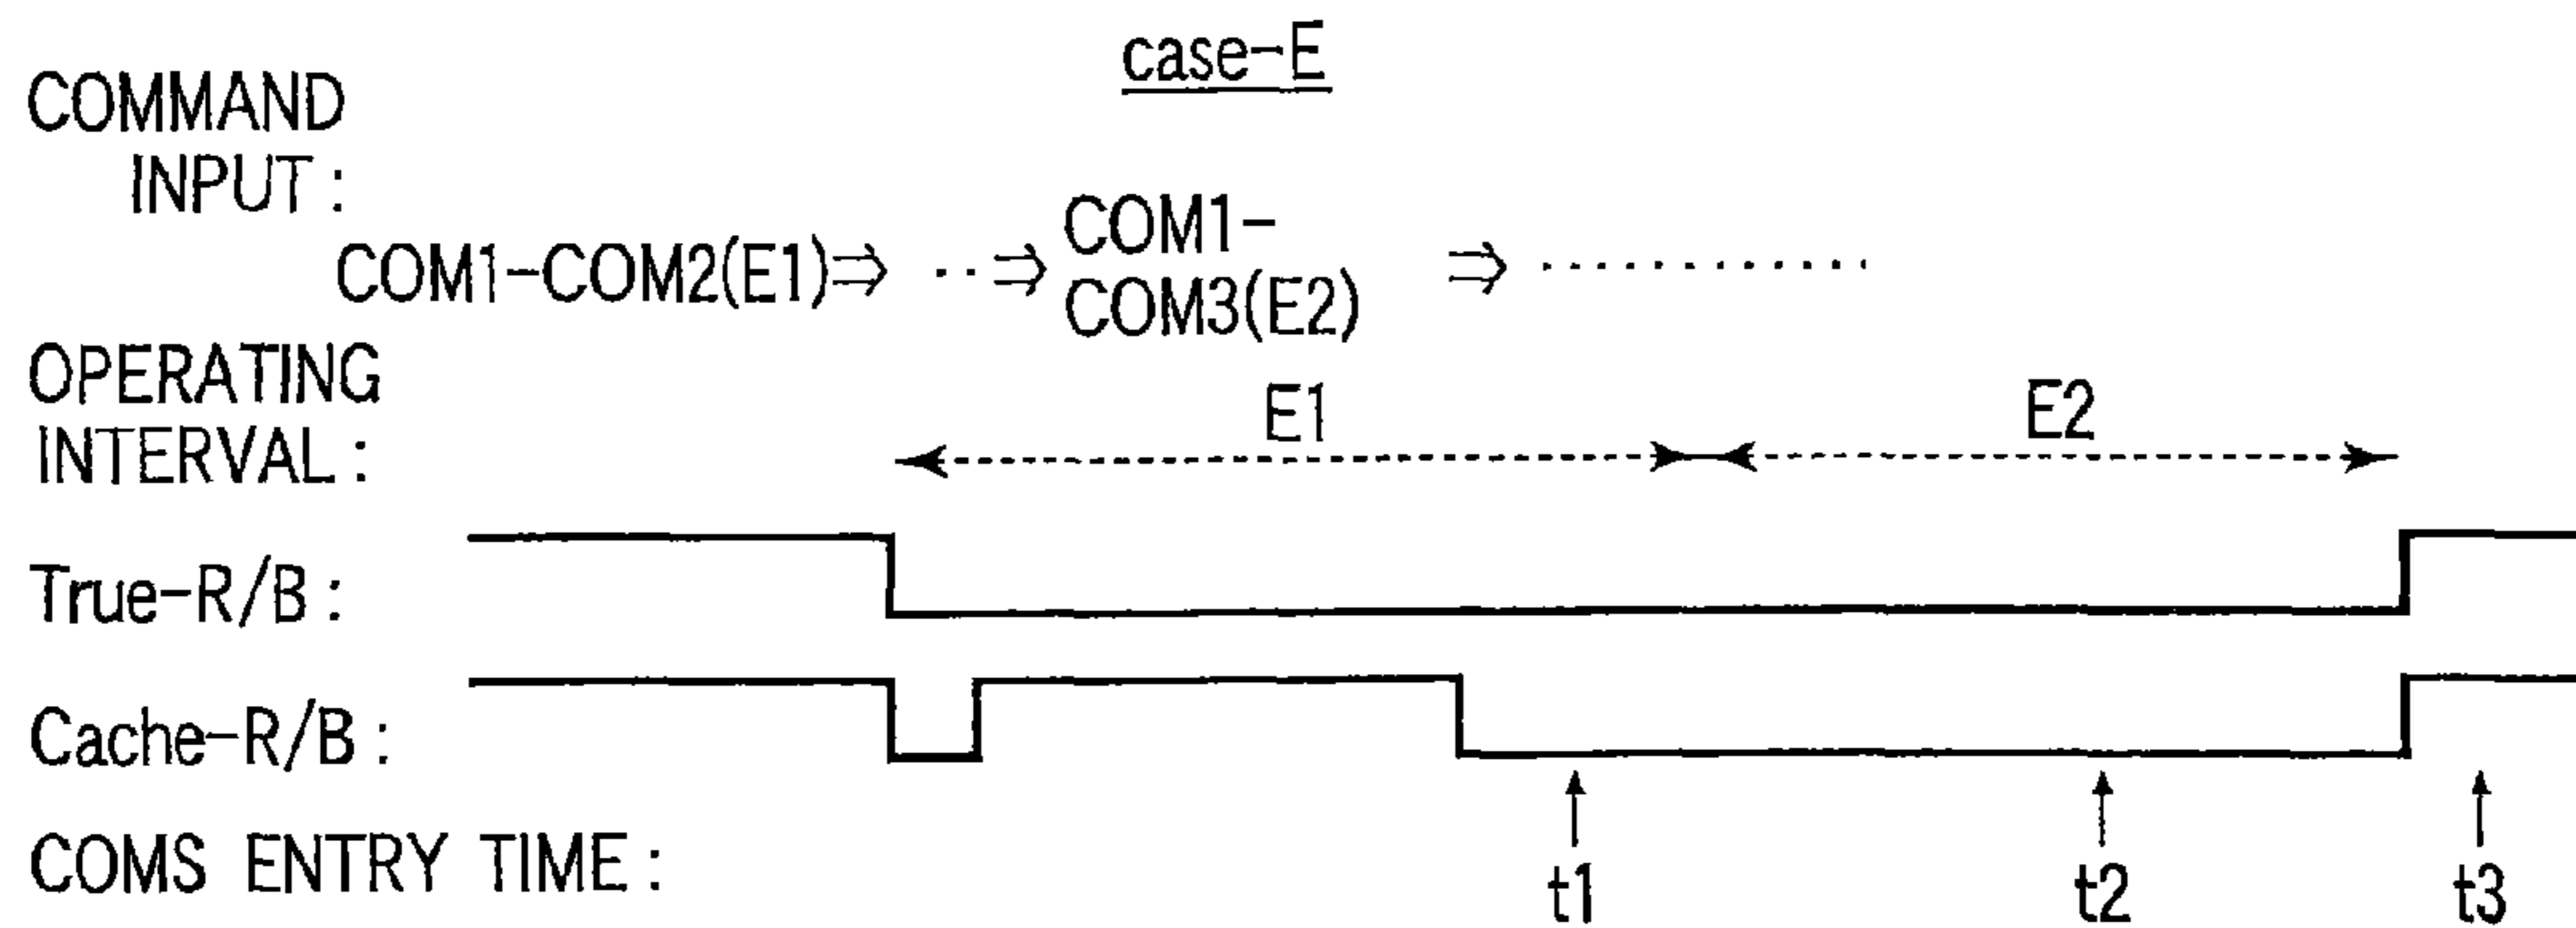 case-E
COMMAND
INPUT :
COM1-COM2(E1)⇒ ··⇒ COM1-
COM3(E2) ⇒ ············
OPERATING
INTERVAL :
E1 E2
True-R/B :
Cache-R/B :
COMS ENTRY TIME :
t1 t2 t3